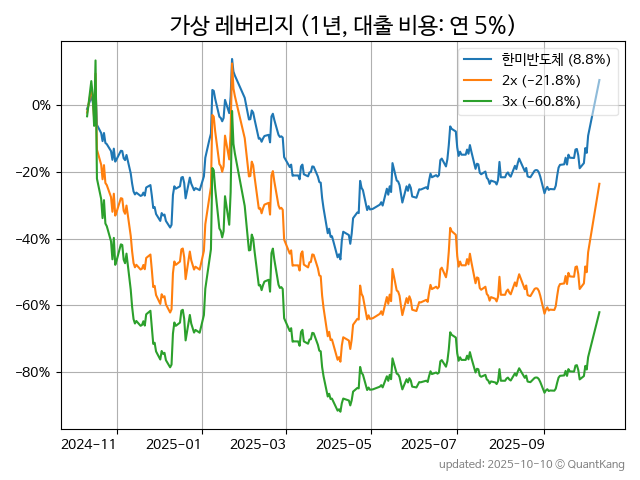 가상 레버리지 (1년, 대출 비용: 연 5%)
한미반도체 (8.8%)
2x (−21.8%)
3x (−60.8%)
0%
−20%
−40%
−60%
−80%
2024−11 2025−01 2025−03 2025−05 2025−07 2025−09
updated: 2025-10-10 © QuantKang